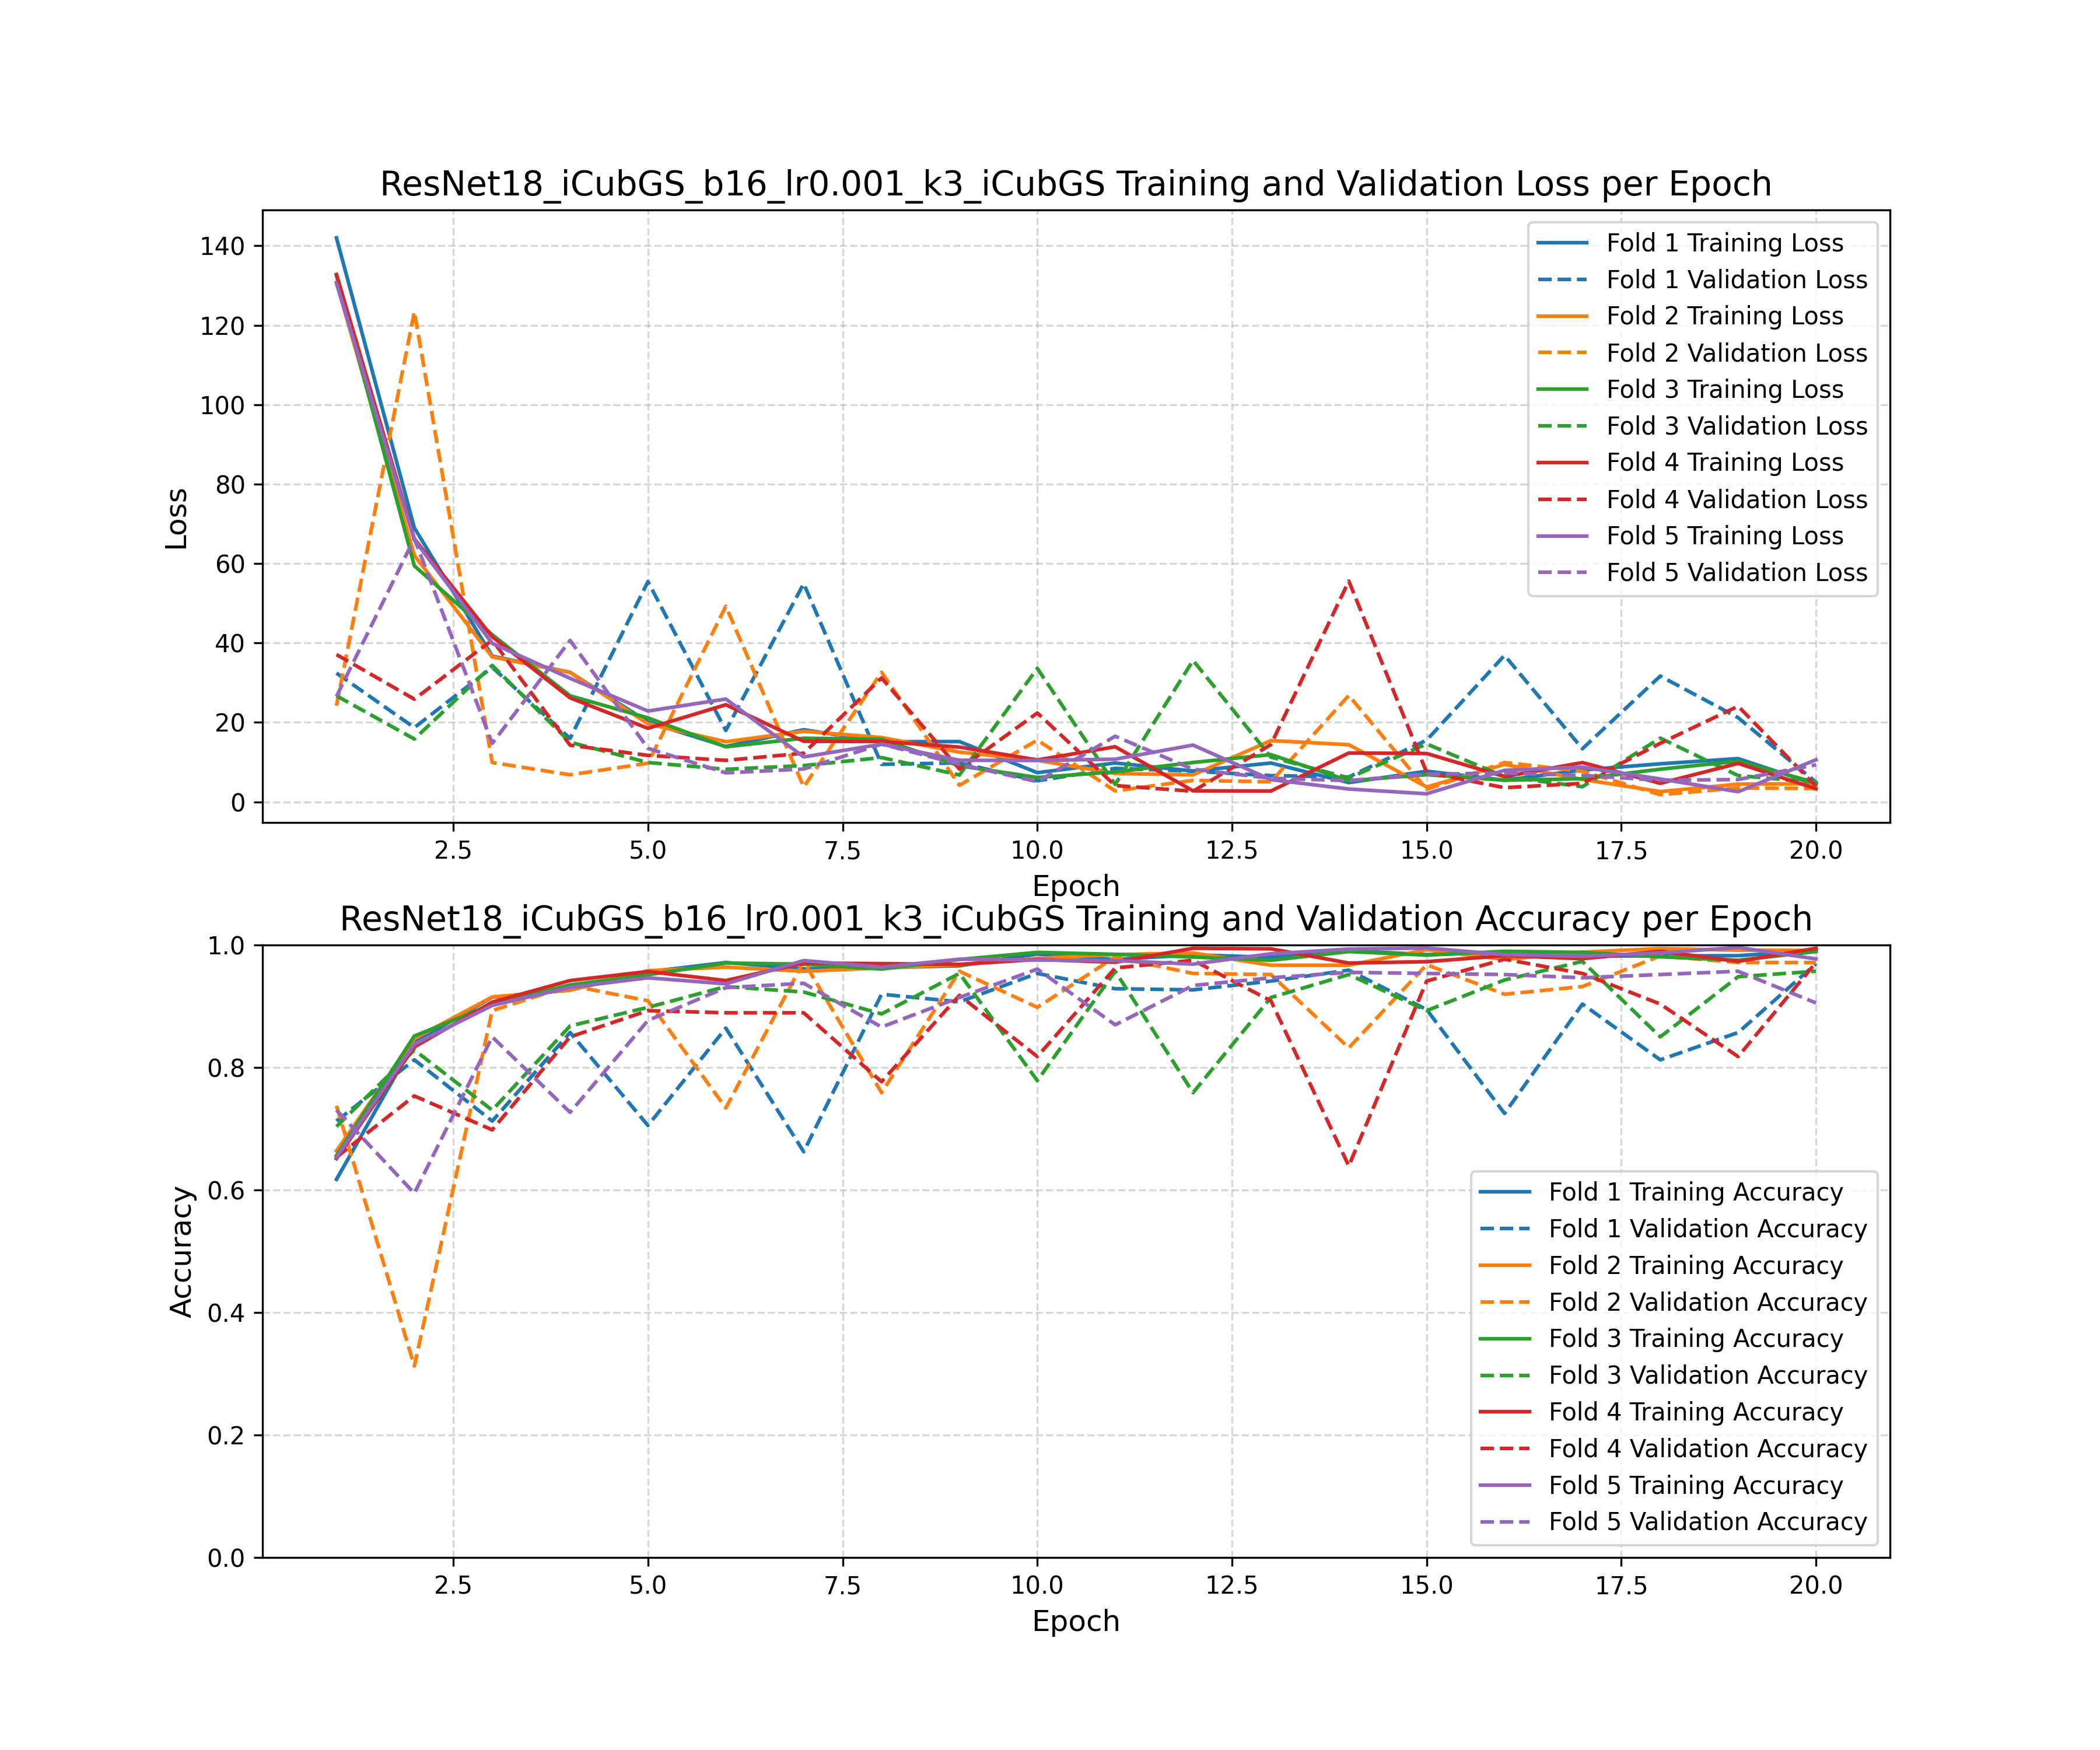 ResNet18_iCubGS_b16_lr0.001_k3_iCubGS Training and Validation Loss per Epoch
140
120
100
80
60
40
20
0
Loss
Fold 1 Training Loss
Fold 1 Validation Loss
Fold 2 Training Loss
Fold 2 Validation Loss
Fold 3 Training Loss
Fold 3 Validation Loss
Fold 4 Training Loss
Fold 4 Validation Loss
Fold 5 Training Loss
Fold 5 Validation Loss
2.5 5.0 7.5 10.0 12.5 15.0 17.5 20.0
Epoch
ResNet18_iCubGS_b16_lr0.001_k3_iCubGS Training and Validation Accuracy per Epoch
1.0
0.8
0.6
0.4
0.2
0.0
Accuracy
Fold 1 Training Accuracy
Fold 1 Validation Accuracy
Fold 2 Training Accuracy
Fold 2 Validation Accuracy
Fold 3 Training Accuracy
Fold 3 Validation Accuracy
Fold 4 Training Accuracy
Fold 4 Validation Accuracy
Fold 5 Training Accuracy
Fold 5 Validation Accuracy
2.5 5.0 7.5 10.0 12.5 15.0 17.5 20.0
Epoch